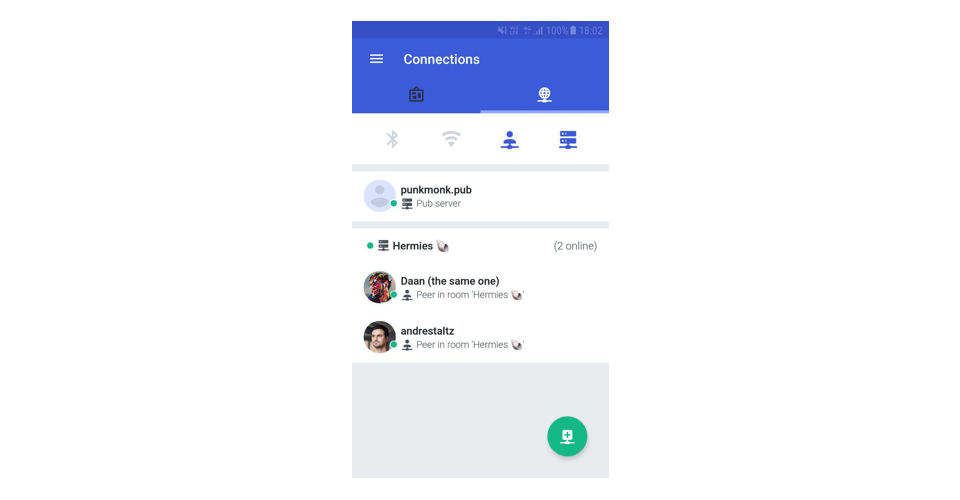 100% 18:02
Connections
punkmonk.pub
Pub server
Hermies 🐚 (2 online)
Daan (the same one)
Peer in room 'Hermies 🐚'
andrestaltz
Peer in room 'Hermies 🐚'